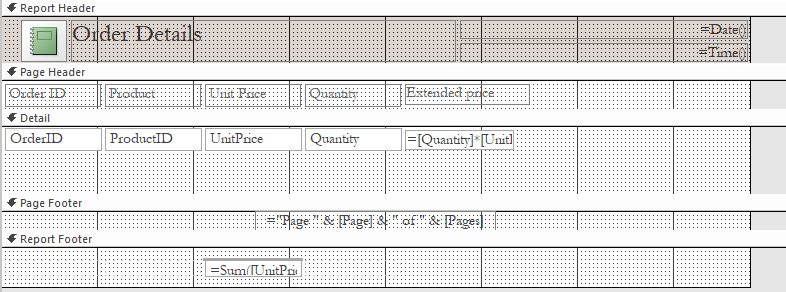 Report Header
Order Details
=Date()
=Time()
Page Header
Order ID Product Unit Price Quantity Extended price
Detail
OrderID ProductID UnitPrice Quantity =[Quantity]*[Unit
Page Footer
="Page " & [Page] & " of " & [Pages]
Report Footer
=Sum([UnitPri